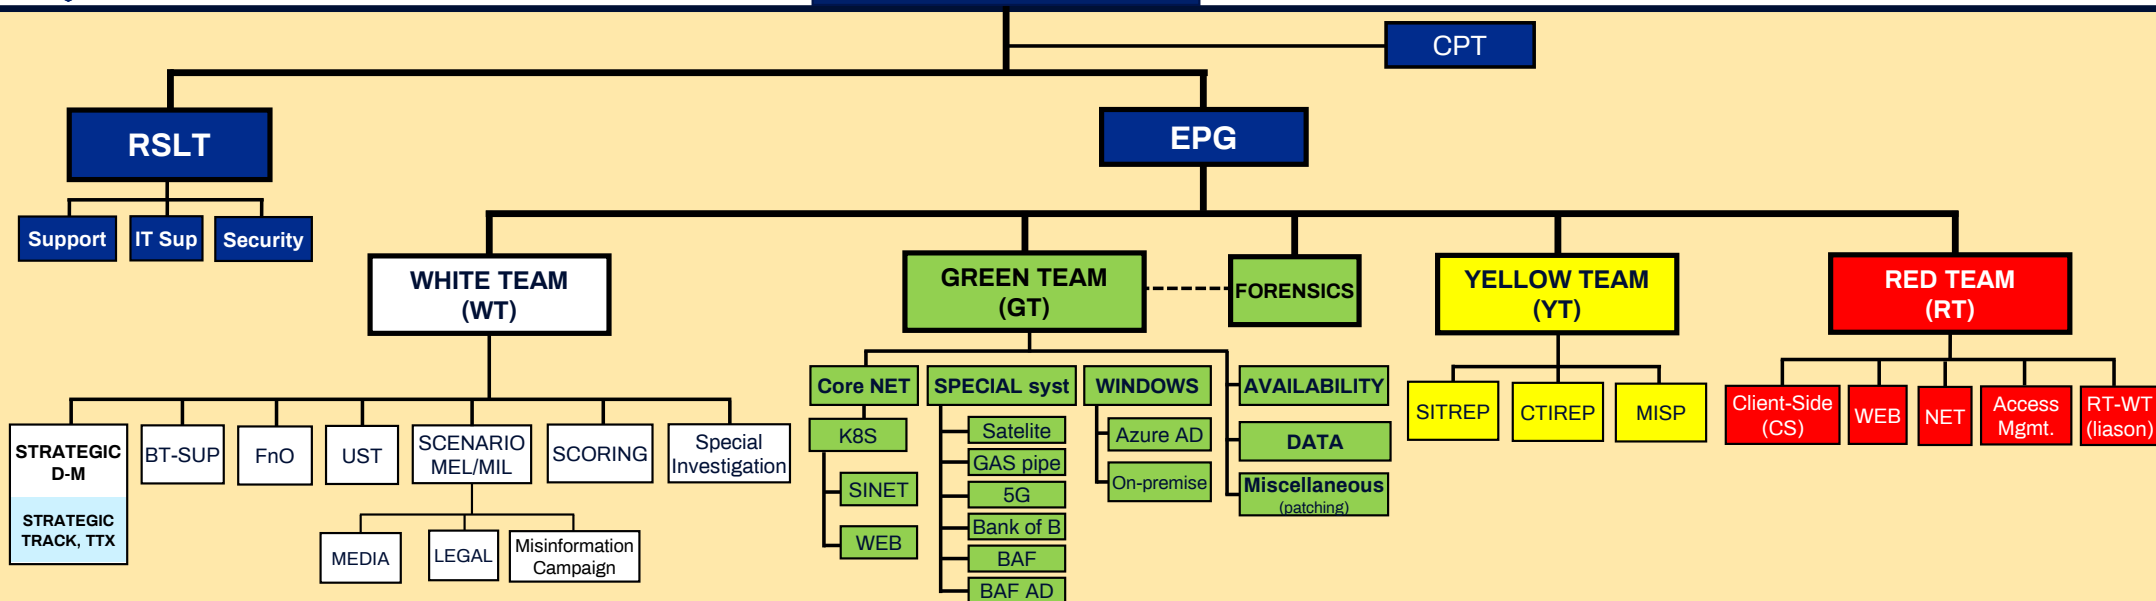 CPT
RSLT
EPG
Support
IT Sup
Security
WHITE TEAM
(WT)
GREEN TEAM
(GT)
FORENSICS
YELLOW TEAM
(YT)
RED TEAM
(RT)
STRATEGIC
D-M
STRATEGIC
TRACK, TTX
BT-SUP
FnO
UST
SCENARIO
MEL/MIL
SCORING
Special
Investigation
MEDIA
LEGAL
Misinformation
Campaign
Core NET
K8S
SINET
WEB
SPECIAL syst
Satelite
GAS pipe
5G
Bank of B
BAF
BAF AD
WINDOWS
Azure AD
On-premise
AVAILABILITY
DATA
Miscellaneous
(patching)
SITREP
CTIREP
MISP
Client-Side
(CS)
WEB
NET
Access
Mgmt.
RT-WT
(liason)